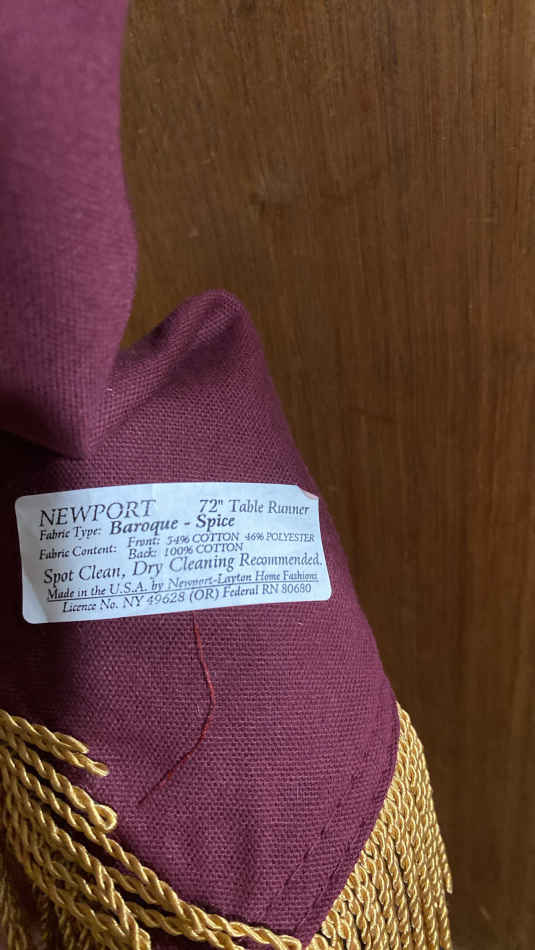 NEWPORT 72" Table Runner
Fabric Type: Baroque - Spice
Fabric Content: Front: 54% COTTON 46% POLYESTER
Back: 100% COTTON
Spot Clean, Dry Cleaning Recommended.
Made in the U.S.A. by Newport-Layton Home Fashions
Licence No. NY 49628 (OR) Federal RN 80680